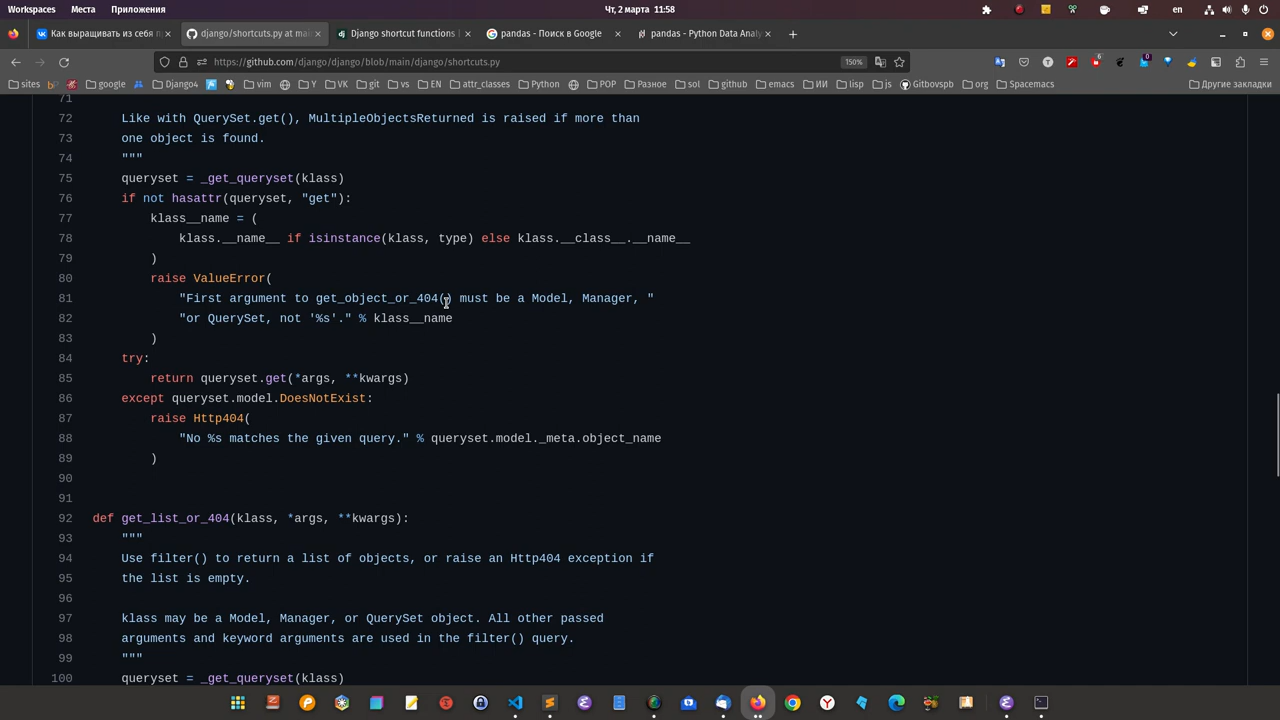 Workspaces Места Приложения Чт, 2 марта 11:58 en
Как выращивать из себя п django/shortcuts.py at main Django shortcut functions pandas - Поиск в Google pandas - Python Data Analy
https://github.com/django/django/blob/main/django/shortcuts.py 150% 6 0
sites google Django4 vim Y VK git vs EN attr_classes Python POP Разное sol github emacs ИИ lisp js Gitbovspb org Spacemacs Другие закладки
71
72 Like with QuerySet.get(), MultipleObjectsReturned is raised if more than
73 one object is found.
74 """
75 queryset = _get_queryset(klass)
76 if not hasattr(queryset, "get"):
77 klass__name = (
78 klass.__name__ if isinstance(klass, type) else klass.__class__.__name__
79 )
80 raise ValueError(
81 "First argument to get_object_or_404() must be a Model, Manager, "
82 "or QuerySet, not '%s'." % klass__name
83 )
84 try:
85 return queryset.get(*args, **kwargs)
86 except queryset.model.DoesNotExist:
87 raise Http404(
88 "No %s matches the given query." % queryset.model._meta.object_name
89 )
90
91
92 def get_list_or_404(klass, *args, **kwargs):
93 """
94 Use filter() to return a list of objects, or raise an Http404 exception if
95 the list is empty.
96
97 klass may be a Model, Manager, or QuerySet object. All other passed
98 arguments and keyword arguments are used in the filter() query.
99 """
100 queryset = _get_queryset(klass)